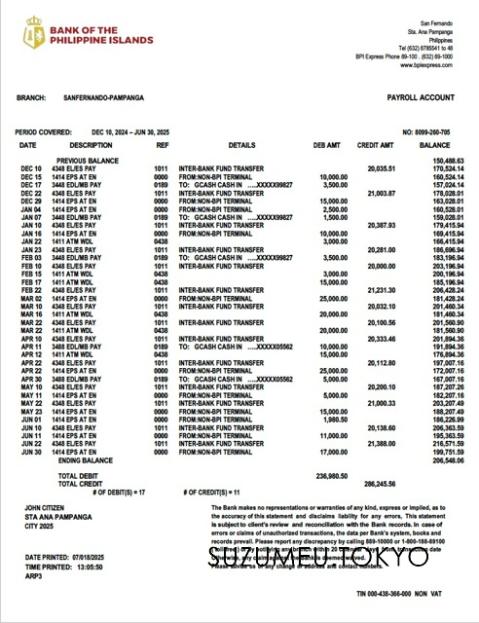 BANK OF THE
PHILIPPINE ISLANDS
San Fernando
Sta. Ana Pampanga
Philippines
Tel (632) 6785541 to 48
BPI Express Phone 89-100 . (632) 89-1000
www.bpiexpress.com
BRANCH: SANFERNANDO-PAMPANGA PAYROLL ACCOUNT
PERIOD COVERED: DEC 10, 2024 – JUN 30, 2025 NO: 8099-260-705
DATE DESCRIPTION REF DETAILS DEB AMT CREDIT AMT BALANCE
PREVIOUS BALANCE 150,488.63
DEC 10 4348 EL/ES PAY 1011 INTER-BANK FUND TRANSFER 20,035.51 170,524.14
DEC 15 1414 EPS AT EN 0000 FROM:NON-BPI TERMINAL 10,000.00 160,524.14
DEC 17 3448 EDL/MB PAY 0189 TO: GCASH CASH IN .....XXXXX99827 3,500.00 157,024.14
DEC 22 4348 EL/ES PAY 1011 INTER-BANK FUND TRANSFER 21,003.87 178,028.01
DEC 29 1414 EPS AT EN 0000 FROM:NON-BPI TERMINAL 15,000.00 163,028.01
JAN 04 1414 EPS AT EN 0000 FROM:NON-BPI TERMINAL 2,500.00 160,528.01
JAN 07 3448 EDL/MB PAY 0189 TO: GCASH CASH IN .....XXXXX99827 1,500.00 159,028.01
JAN 10 4348 EL/ES PAY 1011 INTER-BANK FUND TRANSFER 20,387.93 179,415.94
JAN 16 1414 EPS AT EN 0000 FROM:NON-BPI TERMINAL 10,000.00 169,415.94
JAN 22 1411 ATM WDL 0438 3,000.00 166,415.94
JAN 23 4348 EL/ES PAY 1011 INTER-BANK FUND TRANSFER 20,281.00 186,696.94
FEB 03 3448 EDL/MB PAY 0189 TO: GCASH CASH IN .....XXXXX99827 3,500.00 183,196.94
FEB 10 4348 EL/ES PAY 1011 INTER-BANK FUND TRANSFER 20,000.00 203,196.94
FEB 15 1411 ATM WDL 0438 3,000.00 200,196.94
FEB 17 1411 ATM WDL 0438 15,000.00 185,196.94
FEB 22 4348 EL/ES PAY 1011 INTER-BANK FUND TRANSFER 21,231.30 206,428.24
MAR 02 1414 EPS AT EN 0000 FROM:NON-BPI TERMINAL 25,000.00 181,428.24
MAR 10 4348 EL/ES PAY 1011 INTER-BANK FUND TRANSFER 20,032.10 201,460.34
MAR 16 1411 ATM WDL 0438 20,000.00 181,460.34
MAR 22 4348 EL/ES PAY 1011 INTER-BANK FUND TRANSFER 20,100.56 201,560.90
MAR 22 1411 ATM WDL 0438 20,000.00 181,560.90
APR 10 4348 EL/ES PAY 1011 INTER-BANK FUND TRANSFER 20,333.46 201,894.36
APR 11 3448 EDL/MB PAY 0189 TO: GCASH CASH IN .....XXXXX05562 10,000.00 191,894.36
APR 12 1411 ATM WDL 0438 15,000.00 176,894.36
APR 22 4348 EL/ES PAY 1011 INTER-BANK FUND TRANSFER 20,112.80 197,007.16
APR 22 1414 EPS AT EN 0000 FROM:NON-BPI TERMINAL 25,000.00 172,007.16
APR 30 3448 EDL/MB PAY 0189 TO: GCASH CASH IN .....XXXXX05562 5,000.00 167,007.16
MAY 10 4348 EL/ES PAY 1011 INTER-BANK FUND TRANSFER 20,200.10 187,207.26
MAY 11 1414 EPS AT EN 0000 FROM:NON-BPI TERMINAL 5,000.00 182,207.16
MAY 22 4348 EL/ES PAY 1011 INTER-BANK FUND TRANSFER 21,000.33 203,207.49
MAY 23 1414 EPS AT EN 0000 FROM:NON-BPI TERMINAL 15,000.00 188,207.49
JUN 01 1414 EPS AT EN 0000 FROM:NON-BPI TERMINAL 1,980.50 186,226.99
JUN 10 4348 EL/ES PAY 1011 INTER-BANK FUND TRANSFER 20,138.60 206,363.59
JUN 11 1414 EPS AT EN 0000 FROM:NON-BPI TERMINAL 11,000.00 195,363.59
JUN 22 4348 EL/ES PAY 1011 INTER-BANK FUND TRANSFER 21,388.00 216,571.59
JUN 30 1414 EPS AT EN 0000 FROM:NON-BPI TERMINAL 17,000.00 199,751.59
ENDING BALANCE 206,548.06
TOTAL DEBIT 236,980.50
TOTAL CREDIT 286,245.56
# OF DEBIT(S) = 17 # OF CREDIT(S) = 11
JOHN CITIZEN
STA ANA PAMPANGA
CITY 2025
The Bank makes no representations or warranties of any kind, express or implied, as to
the accuracy of this statement and disclaims liability for any errors. This statement
is subject to client's review and reconciliation with the Bank records. In case of
errors or claims of unauthorized transactions, the data per Bank's system, books and
records prevail. Please report any discrepancy by calling 889-10000 or 1-800-188-89100
SUZUMEU.TOKYO
DATE PRINTED: 07/18/2025
TIME PRINTED: 13:05:50
ARP3
TIN 000-438-366-000 NON VAT